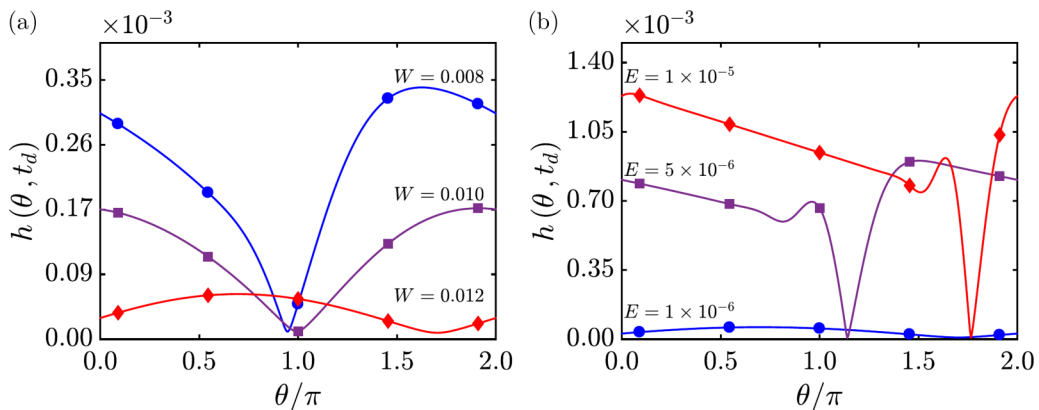 (a)
×10⁻³
h (θ, t_d)
0.35
0.26
0.17
0.09
0.00
W = 0.008
W = 0.010
W = 0.012
0.0 0.5 1.0 1.5 2.0
θ/π
(b)
×10⁻³
h (θ, t_d)
1.40
1.05
0.70
0.35
0.00
E = 1 × 10⁻⁵
E = 5 × 10⁻⁶
E = 1 × 10⁻⁶
0.0 0.5 1.0 1.5 2.0
θ/π